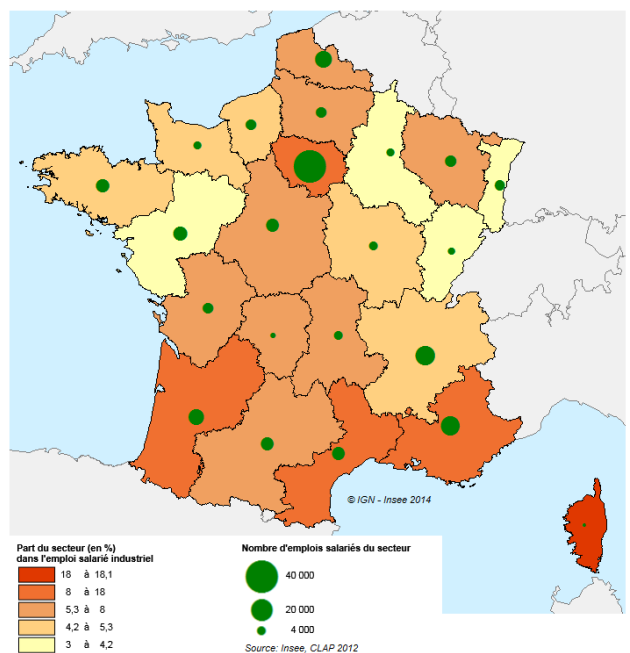 © IGN - Insee 2014
Part du secteur (en %)
dans l'emploi salarié industriel
18 à 18,1
8 à 18
5,3 à 8
4,2 à 5,3
3 à 4,2
Nombre d'emplois salariés du secteur
40 000
20 000
4 000
Source: Insee, CLAP 2012